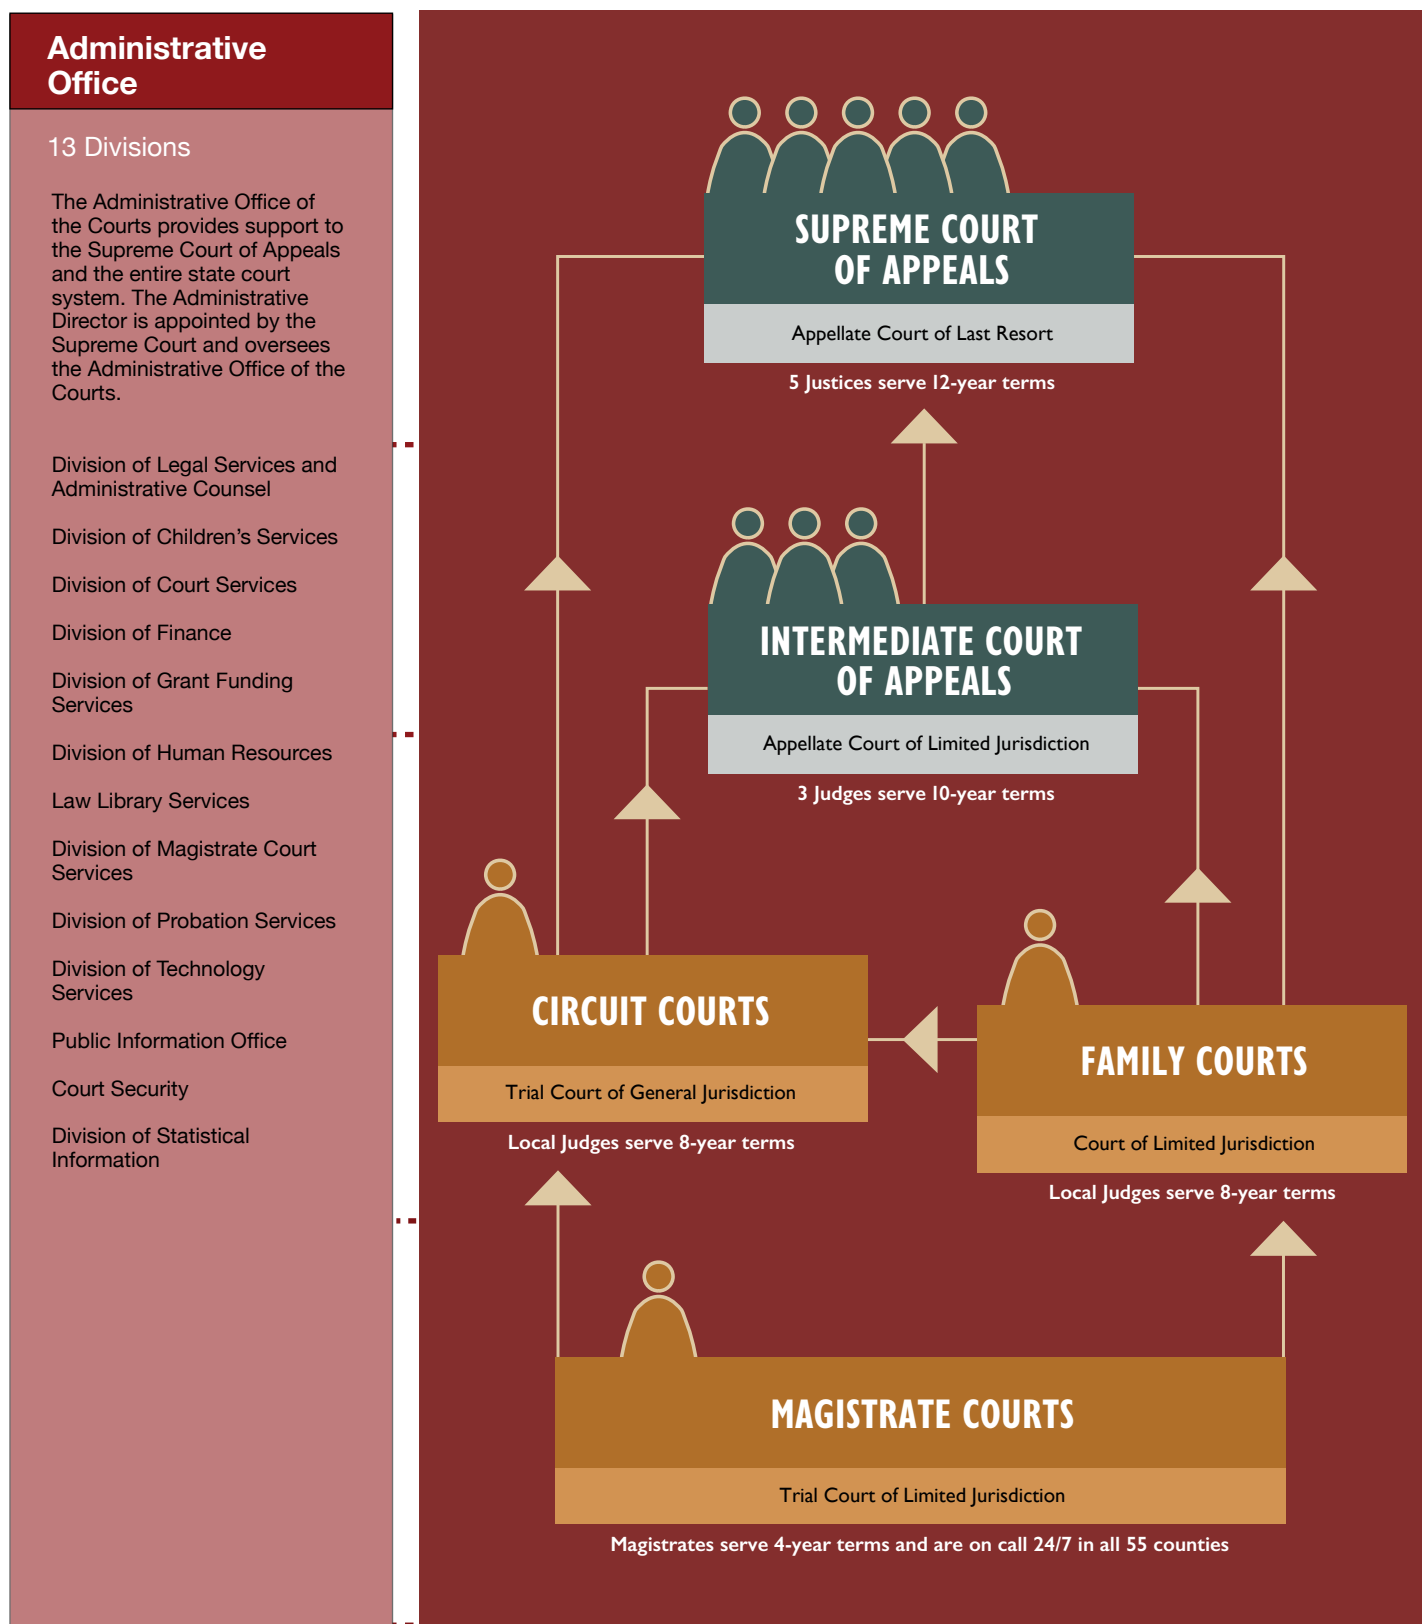 Administrative
Office
13 Divisions
The Administrative Office of
the Courts provides support to
the Supreme Court of Appeals
and the entire state court
system. The Administrative
Director is appointed by the
Supreme Court and oversees
the Administrative Office of the
Courts.
Division of Legal Services and
Administrative Counsel
Division of Children’s Services
Division of Court Services
Division of Finance
Division of Grant Funding
Services
Division of Human Resources
Law Library Services
Division of Magistrate Court
Services
Division of Probation Services
Division of Technology
Services
Public Information Office
Court Security
Division of Statistical
Information
SUPREME COURT
OF APPEALS
Appellate Court of Last Resort
5 Justices serve 12-year terms
INTERMEDIATE COURT
OF APPEALS
Appellate Court of Limited Jurisdiction
3 Judges serve 10-year terms
CIRCUIT COURTS
Trial Court of General Jurisdiction
Local Judges serve 8-year terms
FAMILY COURTS
Court of Limited Jurisdiction
Local Judges serve 8-year terms
MAGISTRATE COURTS
Trial Court of Limited Jurisdiction
Magistrates serve 4-year terms and are on call 24/7 in all 55 counties